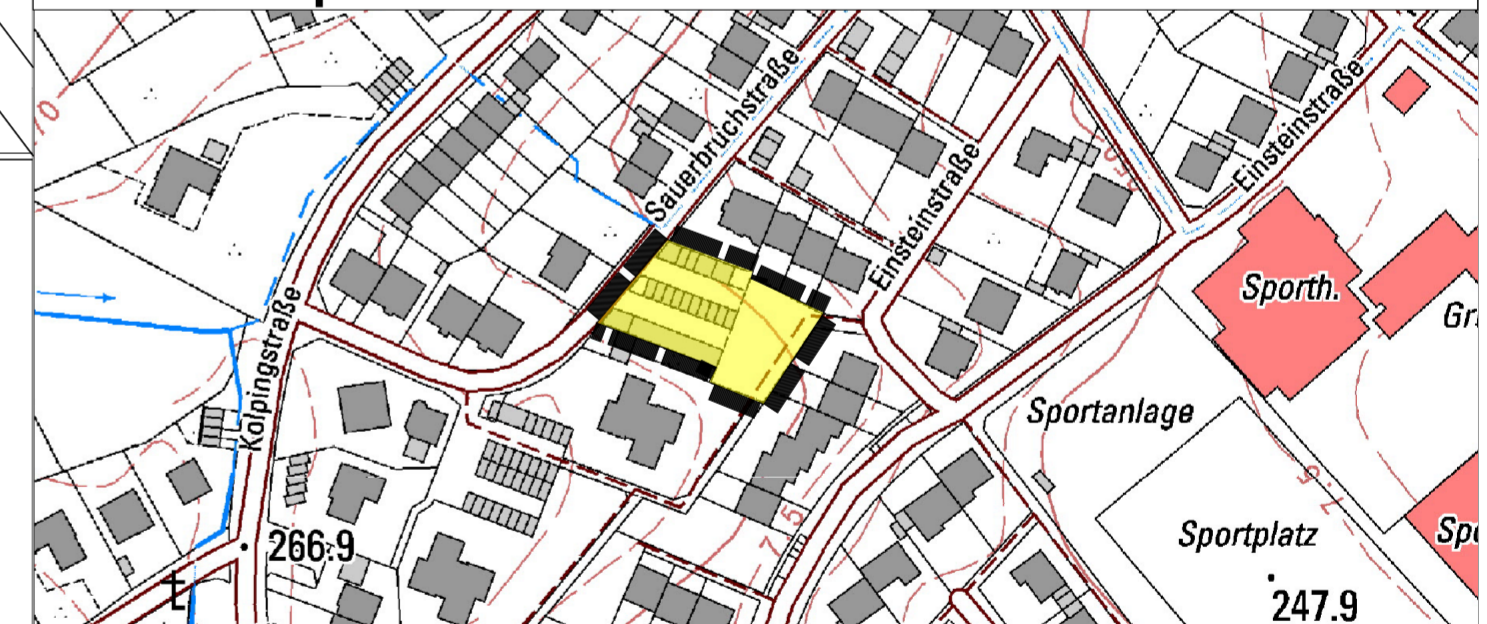 Sauerbruchstraße
Einsteinstraße
Einsteinstraße
Kolpingstraße
Sporth.
Sportanlage
Sportplatz
266.9
247.9